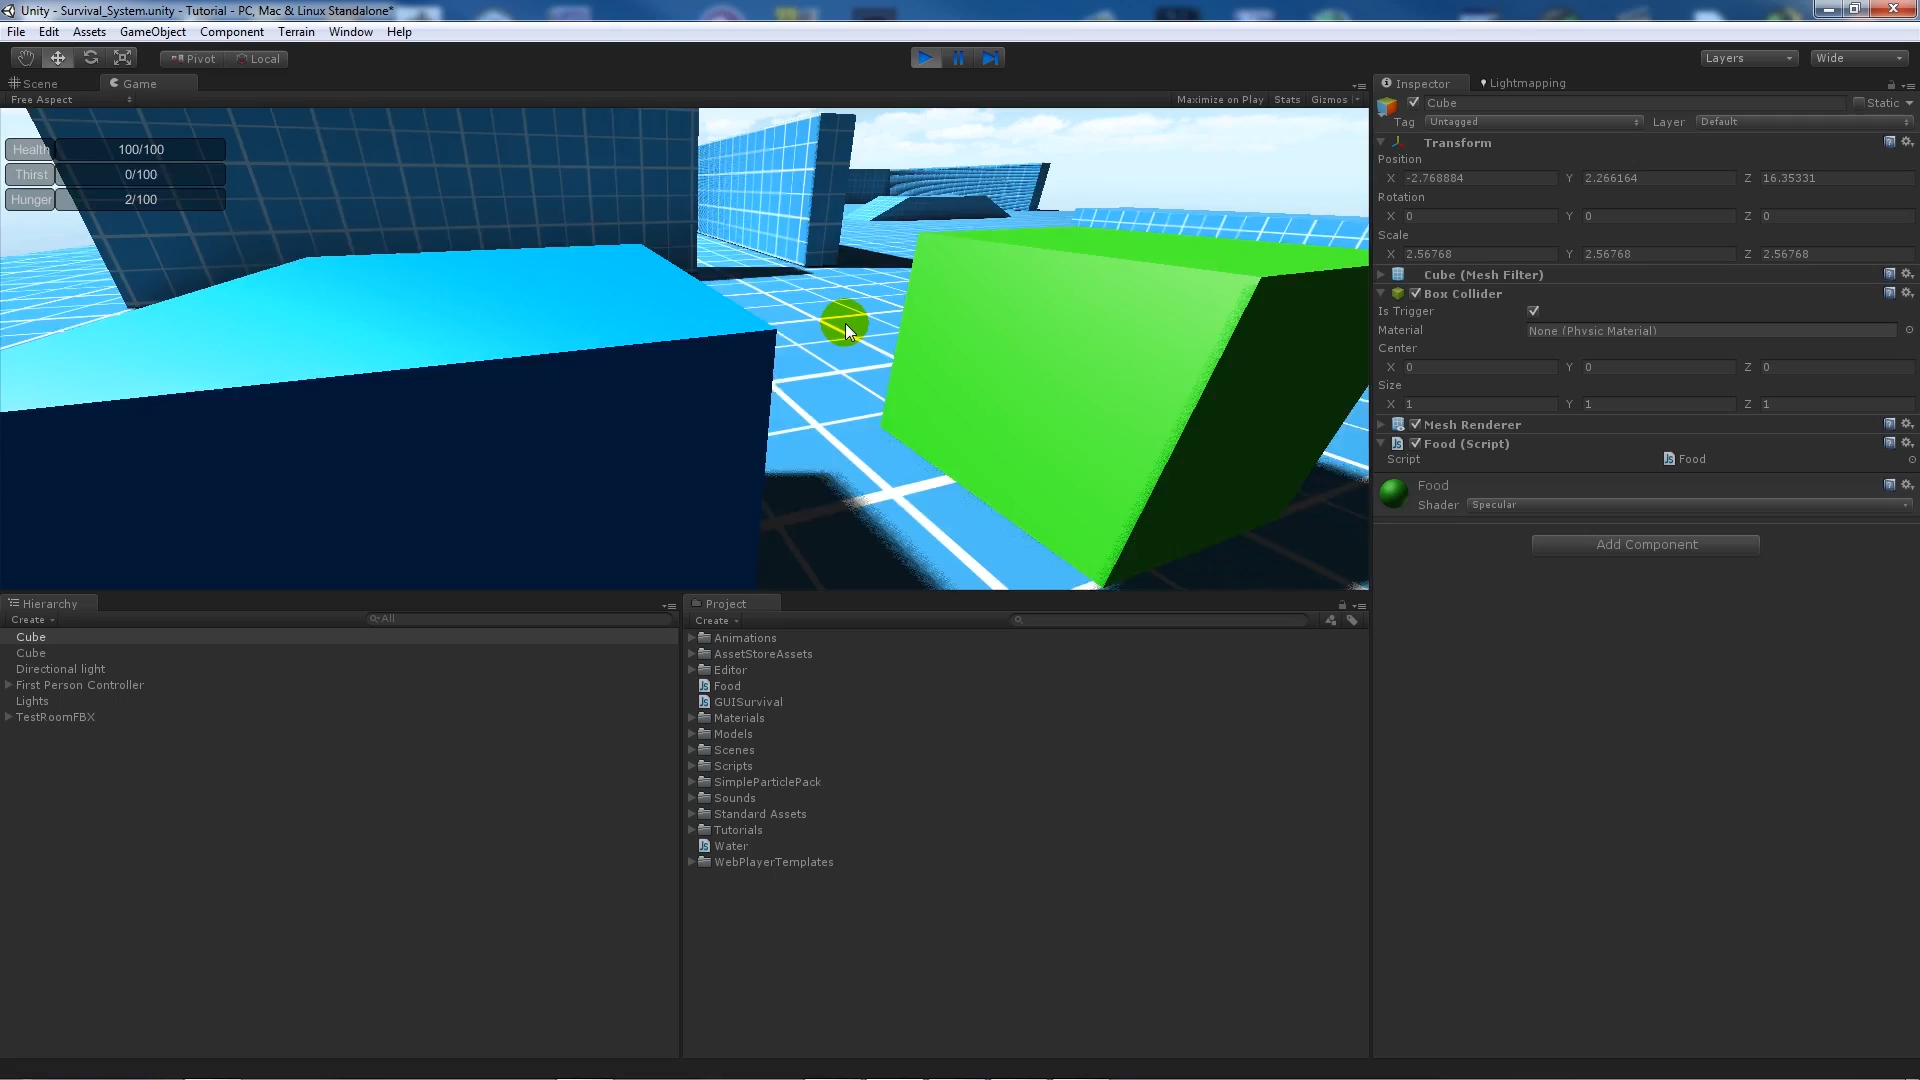 Unity - Survival_System.unity - Tutorial - PC, Mac & Linux Standalone*
File Edit Assets GameObject Component Terrain Window Help
Pivot Local Layers Wide
Scene Game
Free Aspect Maximize on Play Stats Gizmos
Health 100/100
Thirst 0/100
Hunger 2/100
Inspector Lightmapping
Cube Static
Tag Untagged Layer Default
Transform
Position
X -2.768884 Y 2.266164 Z 16.35331
Rotation
X 0 Y 0 Z 0
Scale
X 2.56768 Y 2.56768 Z 2.56768
Cube (Mesh Filter)
Box Collider
Is Trigger
Material None (Physic Material)
Center
X 0 Y 0 Z 0
Size
X 1 Y 1 Z 1
Mesh Renderer
Food (Script)
Script Js Food
Food
Shader Specular
Add Component
Hierarchy
Create All
Cube
Cube
Directional light
First Person Controller
Lights
TestRoomFBX
Project
Create
Animations
AssetStoreAssets
Editor
Js Food
Js GUISurvival
Materials
Models
Scenes
Scripts
SimpleParticlePack
Sounds
Standard Assets
Tutorials
Js Water
WebPlayerTemplates